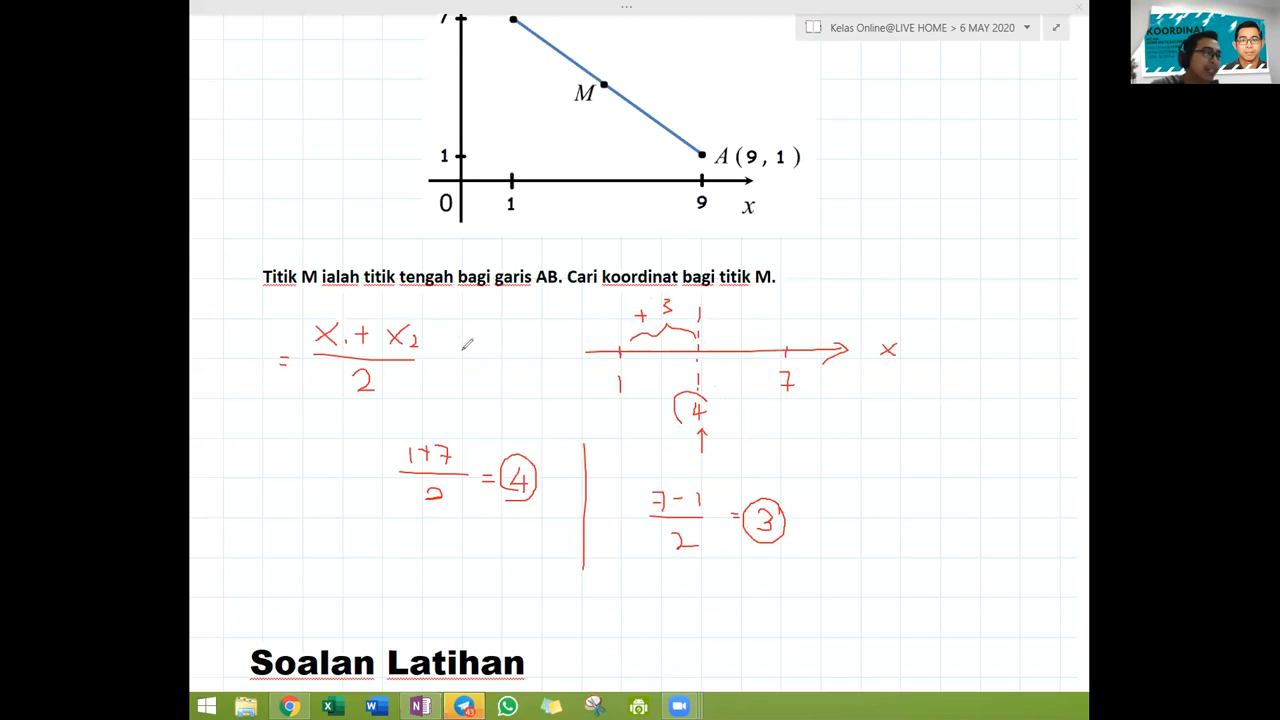 Kelas Online@LIVE HOME > 6 MAY 2020
KOORDINAT
7
M
1
A ( 9 , 1 )
0
1
9
x
Titik M ialah titik tengah bagi garis AB. Cari koordinat bagi titik M.
+ 3
= x₁ + x₂ / 2
1
4
7
x
1+7 / 2 = 4
7 - 1 / 2 = 3
Soalan Latihan